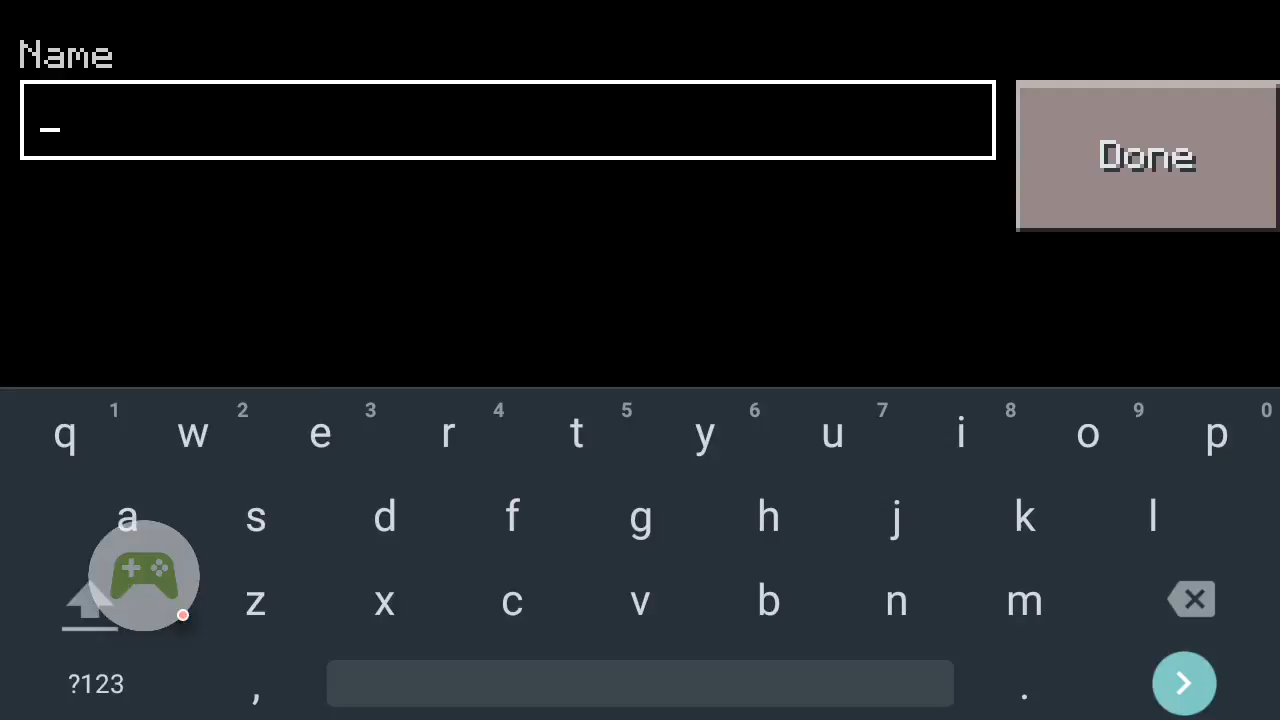 Name
_
Done
1 2 3 4 5 6 7 8 9 0
q w e r t y u i o p
a s d f g h j k l
z x c v b n m
?123 , .